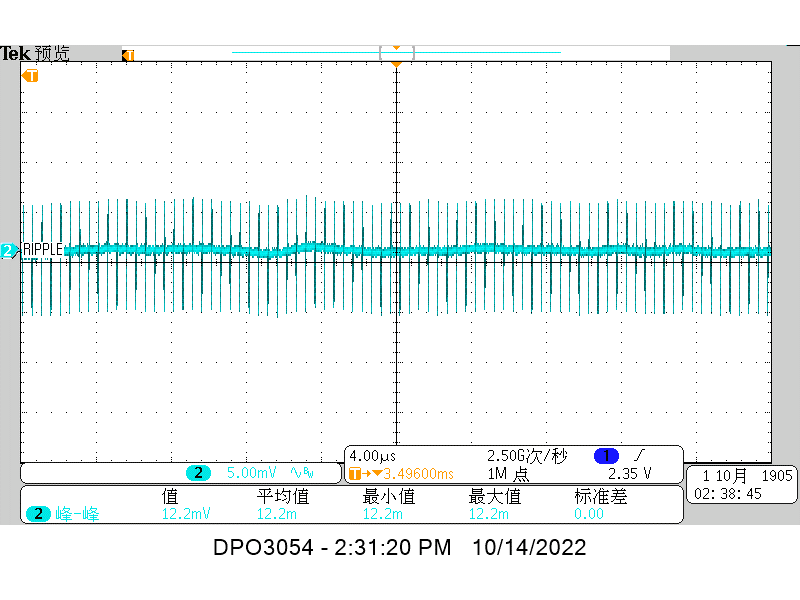 Tek 预览
T
T
2 RIPPLE
4.00µs 2.50G次/秒 1
2 5.00mV BW T→▼3.49600ms 1M 点 2.35 V
1 10月 1905
02:38:45
值 平均值 最小值 最大值 标准差
2 峰-峰 12.2mV 12.2m 12.2m 12.2m 0.00
DPO3054 - 2:31:20 PM 10/14/2022